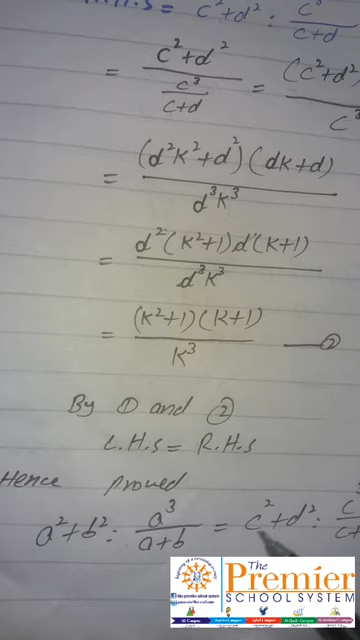 R.H.S = c²+d² : c³/(c+d)
= (c²+d²)/(c³/(c+d)) = (c²+d²)/c³
= (d²k²+d²)(dk+d)/d³k³
= d²(k²+1)d(k+1)/d³k³
= (k²+1)(k+1)/k³ — ②
By ① and ②
L.H.S = R.H.S
Hence proved
a²+b² : a³/(a+b) = c²+d² : c/(c+
The Premier
SCHOOL SYSTEM